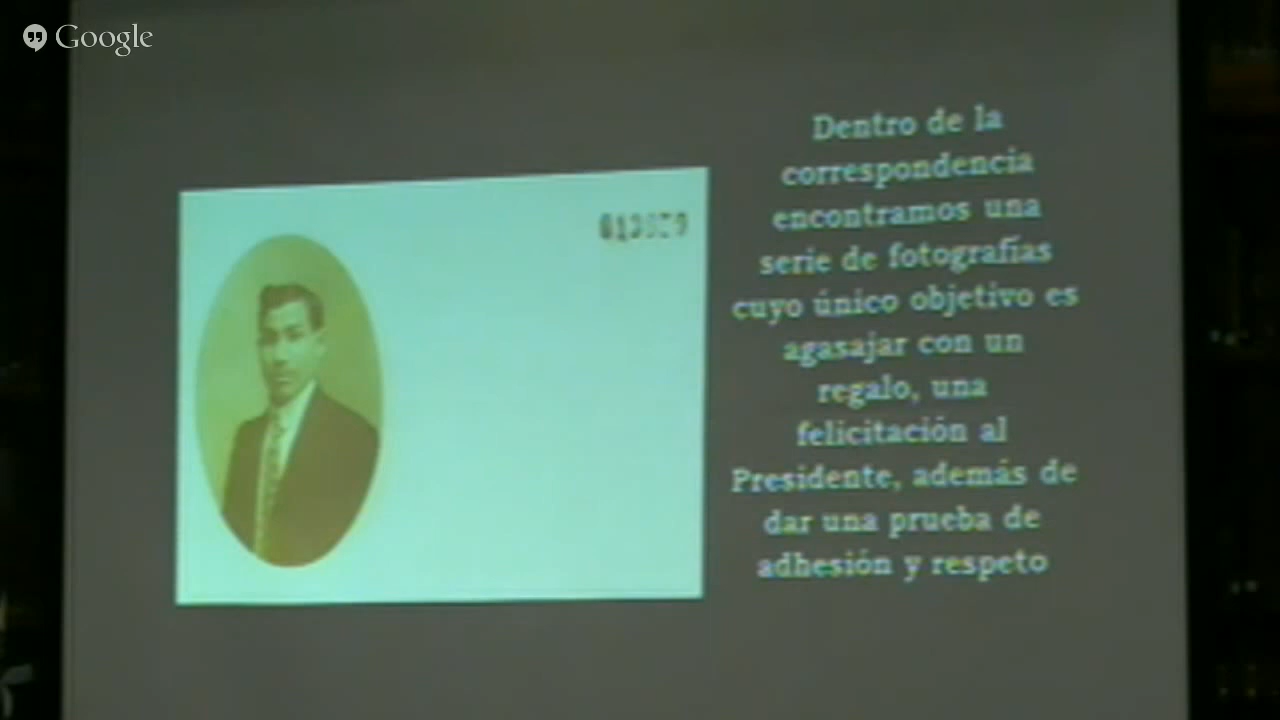 Google
Dentro de la
correspondencia
encontramos una
serie de fotografías
cuyo único objetivo es
agasajar con un
regalo, una
felicitación al
Presidente, además de
dar una prueba de
adhesión y respeto